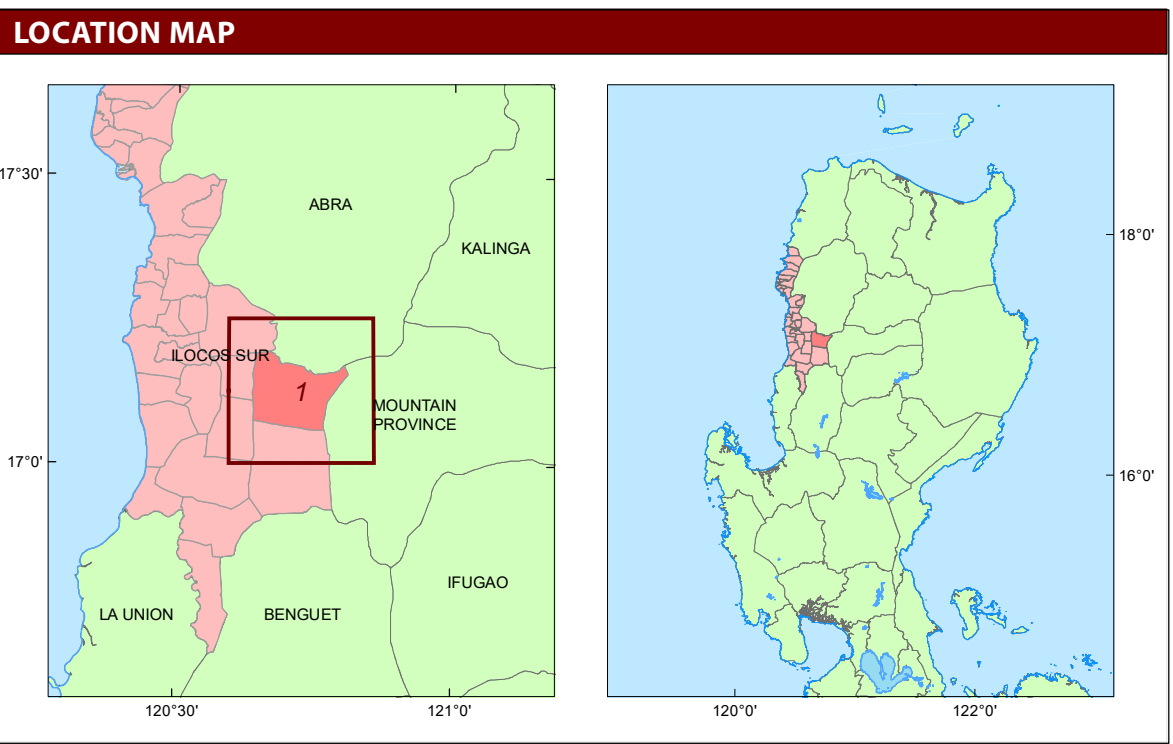 LOCATION MAP
17°30'
ABRA
KALINGA
ILOCOS SUR
1
MOUNTAIN
PROVINCE
17°0'
IFUGAO
LA UNION
BENGUET
120°30'
121°0'
18°0'
16°0'
120°0'
122°0'